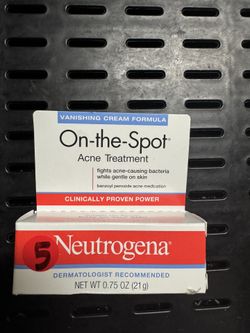 VANISHING CREAM FORMULA
On-the-Spot®
Acne Treatment
fights acne-causing bacteria
while gentle on skin
benzoyl peroxide acne medication
CLINICALLY PROVEN POWER
5
Neutrogena®
DERMATOLOGIST RECOMMENDED
NET WT 0.75 OZ (21g)